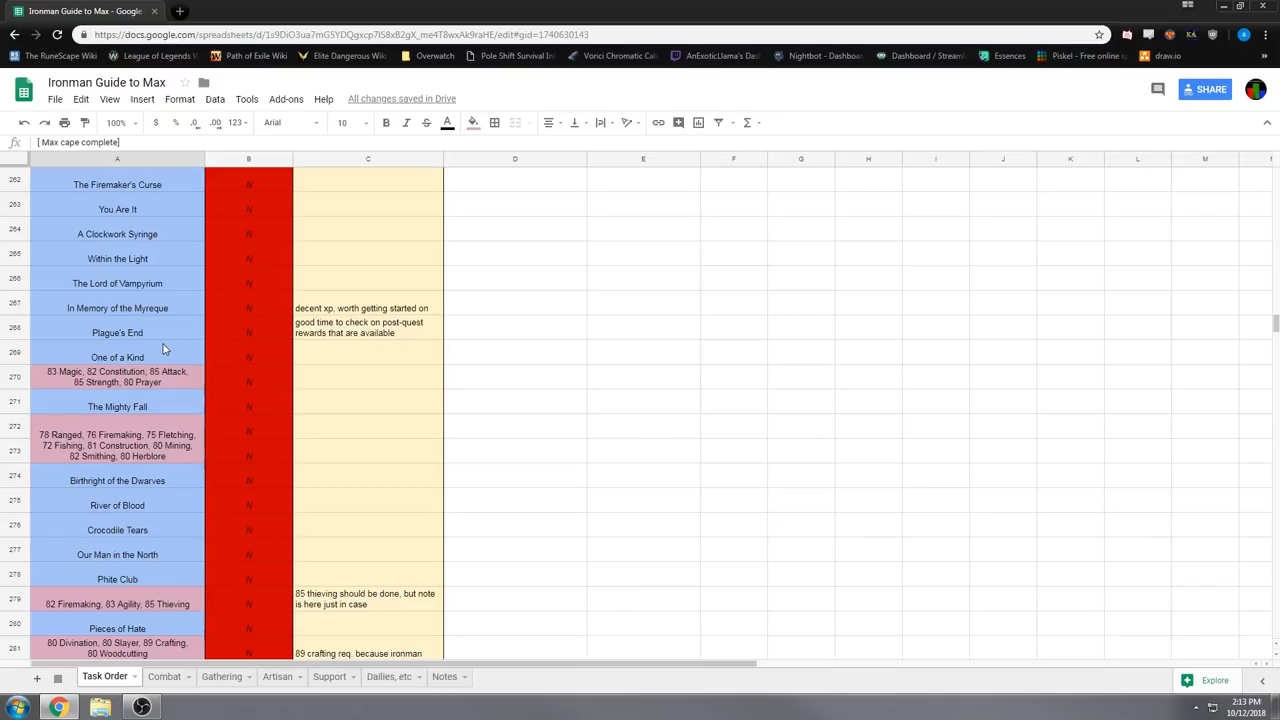 Ironman Guide to Max - Google
https://docs.google.com/spreadsheets/d/1s9DiO3ua7mG5YDQgxcp7lS8xB2gX_me4T8wxAk9raHE/edit#gid=1740630143
The RuneScape Wiki
League of Legends W
Path of Exile Wiki
Elite Dangerous Wiki
Overwatch
Pole Shift Survival Inf
Vorici Chromatic Calc
AnExoticLlama's Dash
Nightbot - Dashboard
Dashboard / Stream
Essences
Piskel - Free online s
draw.io
Ironman Guide to Max
File Edit View Insert Format Data Tools Add-ons Help All changes saved in Drive
SHARE
100% $ % .0 .00 123 Arial 10 B I S A
fx [ Max cape complete]
A B C D E F G H I J K L M
262 The Firemaker's Curse N
263 You Are It N
264 A Clockwork Syringe N
265 Within the Light N
266 The Lord of Vampyrium N
267 In Memory of the Myreque N decent xp, worth getting started on
268 Plague's End N good time to check on post-quest
rewards that are available
269 One of a Kind N
270 83 Magic, 82 Constitution, 85 Attack,
85 Strength, 80 Prayer N
271 The Mighty Fall N
272 N
273 78 Ranged, 76 Firemaking, 75 Fletching,
72 Fishing, 81 Construction, 80 Mining,
82 Smithing, 80 Herblore N
274 Birthright of the Dwarves N
275 River of Blood N
276 Crocodile Tears N
277 Our Man in the North N
278 Phite Club N
279 82 Firemaking, 83 Agility, 85 Thieving N 85 thieving should be done, but note
is here just in case
280 Pieces of Hate N
281 80 Divination, 80 Slayer, 89 Crafting,
80 Woodcutting N 89 crafting req. because ironman
Task Order Combat Gathering Artisan Support Dailies, etc Notes
Explore
2:13 PM
10/12/2018